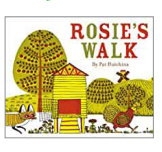 ROSIE'S
WALK
By Pat Hutchins